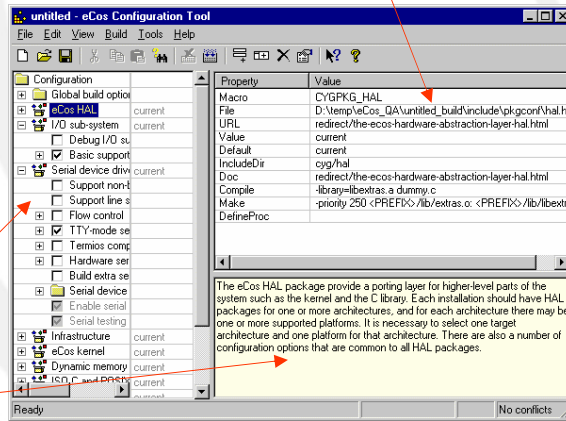 untitled - eCos Configuration Tool
File Edit View Build Tools Help
Configuration
Global build option
eCos HAL current
I/O sub-system current
Debug I/O su
Basic support
Serial device driv current
Support non-b
Support line s
Flow control
TTY-mode se
Termios comp
Hardware ser
Build extra se
Serial device
Enable serial
Serial testing
Infrastructure current
eCos kernel current
Dynamic memory current
ISO C and POSIX current
Property Value
Macro CYGPKG_HAL
File D:\temp\eCos_QA\untitled_build\include\pkgconf\hal.h
URL redirect/the-ecos-hardware-abstraction-layer-hal.html
Value current
Default current
IncludeDir cyg/hal
Doc redirect/the-ecos-hardware-abstraction-layer-hal.html
Compile -library=libextras.a dummy.c
Make -priority 250 <PREFIX>/lib/extras.o: <PREFIX>/lib/libextr
DefineProc
The eCos HAL package provide a porting layer for higher-level parts of the
system such as the kernel and the C library. Each installation should have HAL
packages for one or more architectures, and for each architecture there may be
one or more supported platforms. It is necessary to select one target
architecture and one platform for that architecture. There are also a number of
configuration options that are common to all HAL packages.
Ready No conflicts